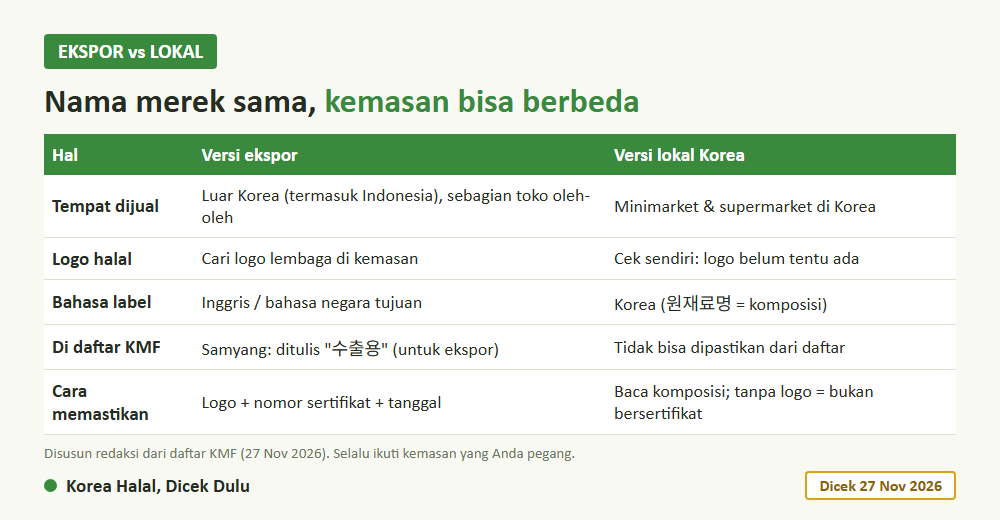 EKSPOR vs LOKAL
Nama merek sama, kemasan bisa berbeda
Hal Versi ekspor Versi lokal Korea
Tempat dijual Luar Korea (termasuk Indonesia), sebagian toko oleh-
oleh Minimarket & supermarket di Korea
Logo halal Cari logo lembaga di kemasan Cek sendiri: logo belum tentu ada
Bahasa label Inggris / bahasa negara tujuan Korea (원재료명 = komposisi)
Di daftar KMF Samyang: ditulis "수출용" (untuk ekspor) Tidak bisa dipastikan dari daftar
Cara
memastikan Logo + nomor sertifikat + tanggal Baca komposisi; tanpa logo = bukan
bersertifikat
Disusun redaksi dari daftar KMF (27 Nov 2026). Selalu ikuti kemasan yang Anda pegang.
Korea Halal, Dicek Dulu
Dicek 27 Nov 2026